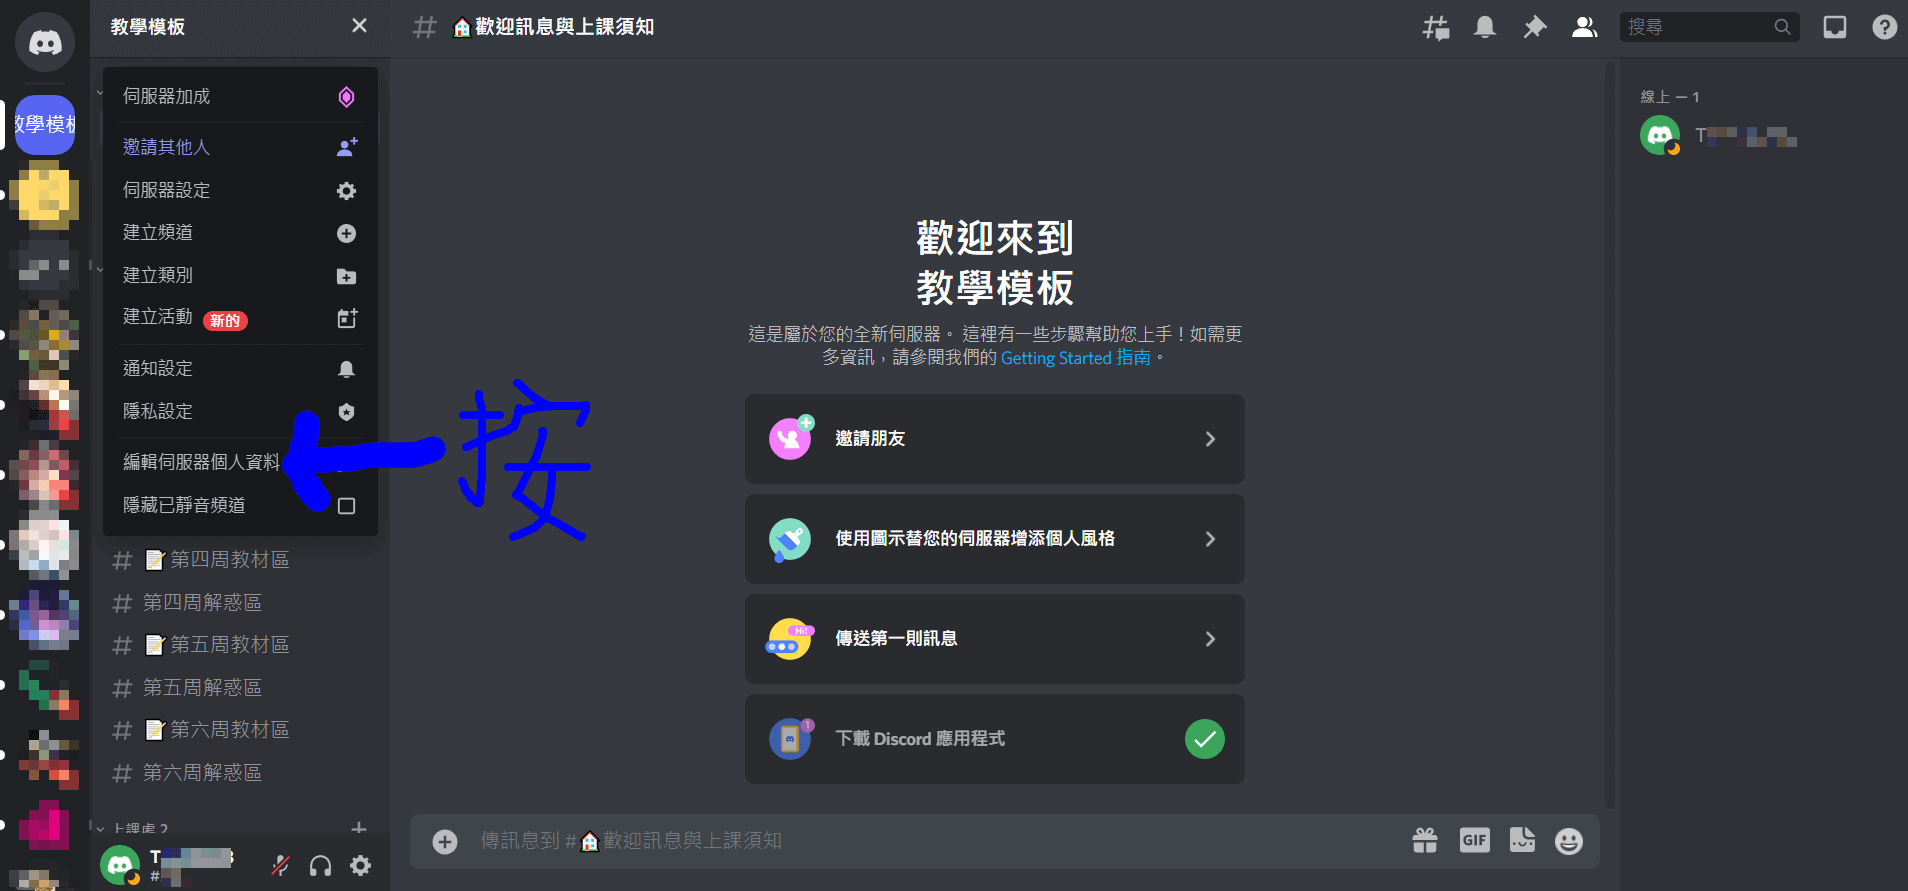 教學模板
教學模板
伺服器加成
邀請其他人
伺服器設定
建立頻道
建立類別
建立活動 新的
通知設定
隱私設定
編輯伺服器個人資料
隱藏已靜音頻道
# 📝第四周教材區
# 第四周解惑區
# 📝第五周教材區
# 第五周解惑區
# 📝第六周教材區
# 第六周解惑區
上課處 2
T
#
按
# 🏠歡迎訊息與上課須知
搜尋
歡迎來到
教學模板
這是屬於您的全新伺服器。 這裡有一些步驟幫助您上手！如需更
多資訊，請參閱我們的 Getting Started 指南。
邀請朋友
使用圖示替您的伺服器增添個人風格
Hi!
傳送第一則訊息
1
下載 Discord 應用程式
傳訊息到 #🏠歡迎訊息與上課須知
GIF
線上 — 1
T